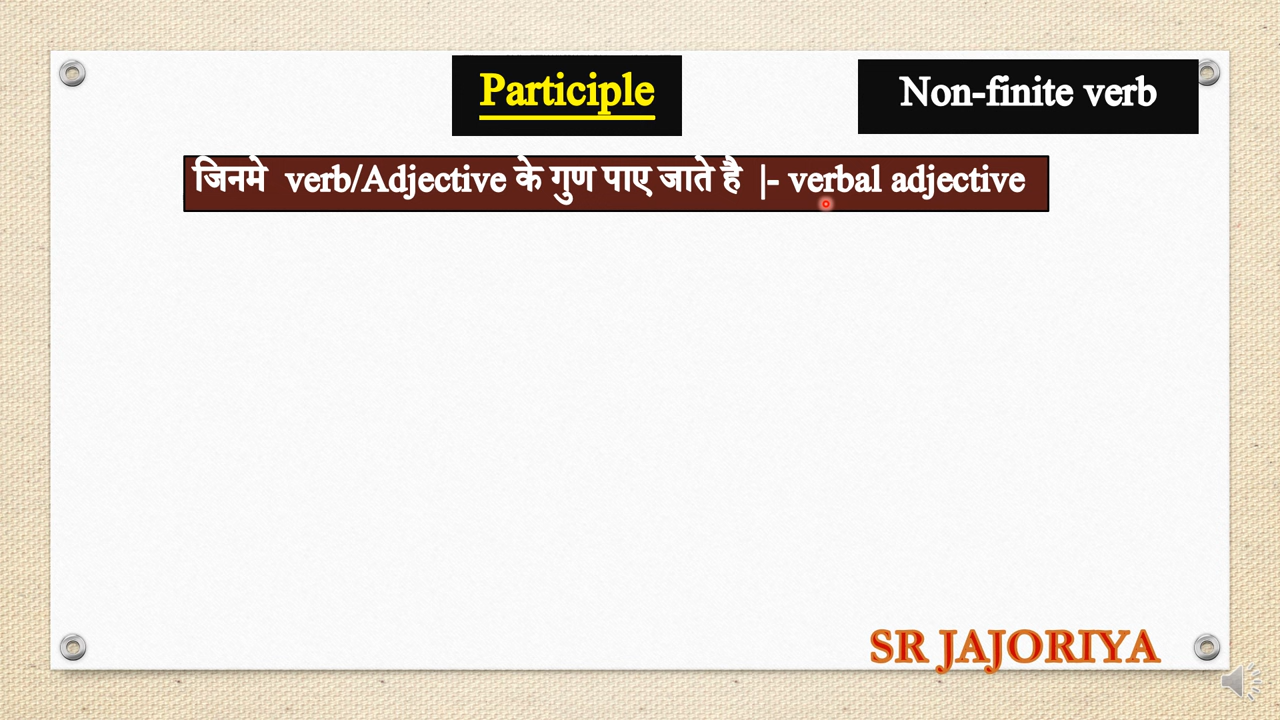 Participle
Non-finite verb
जिनमे verb/Adjective के गुण पाए जाते है |- verbal adjective
SR JAJORIYA